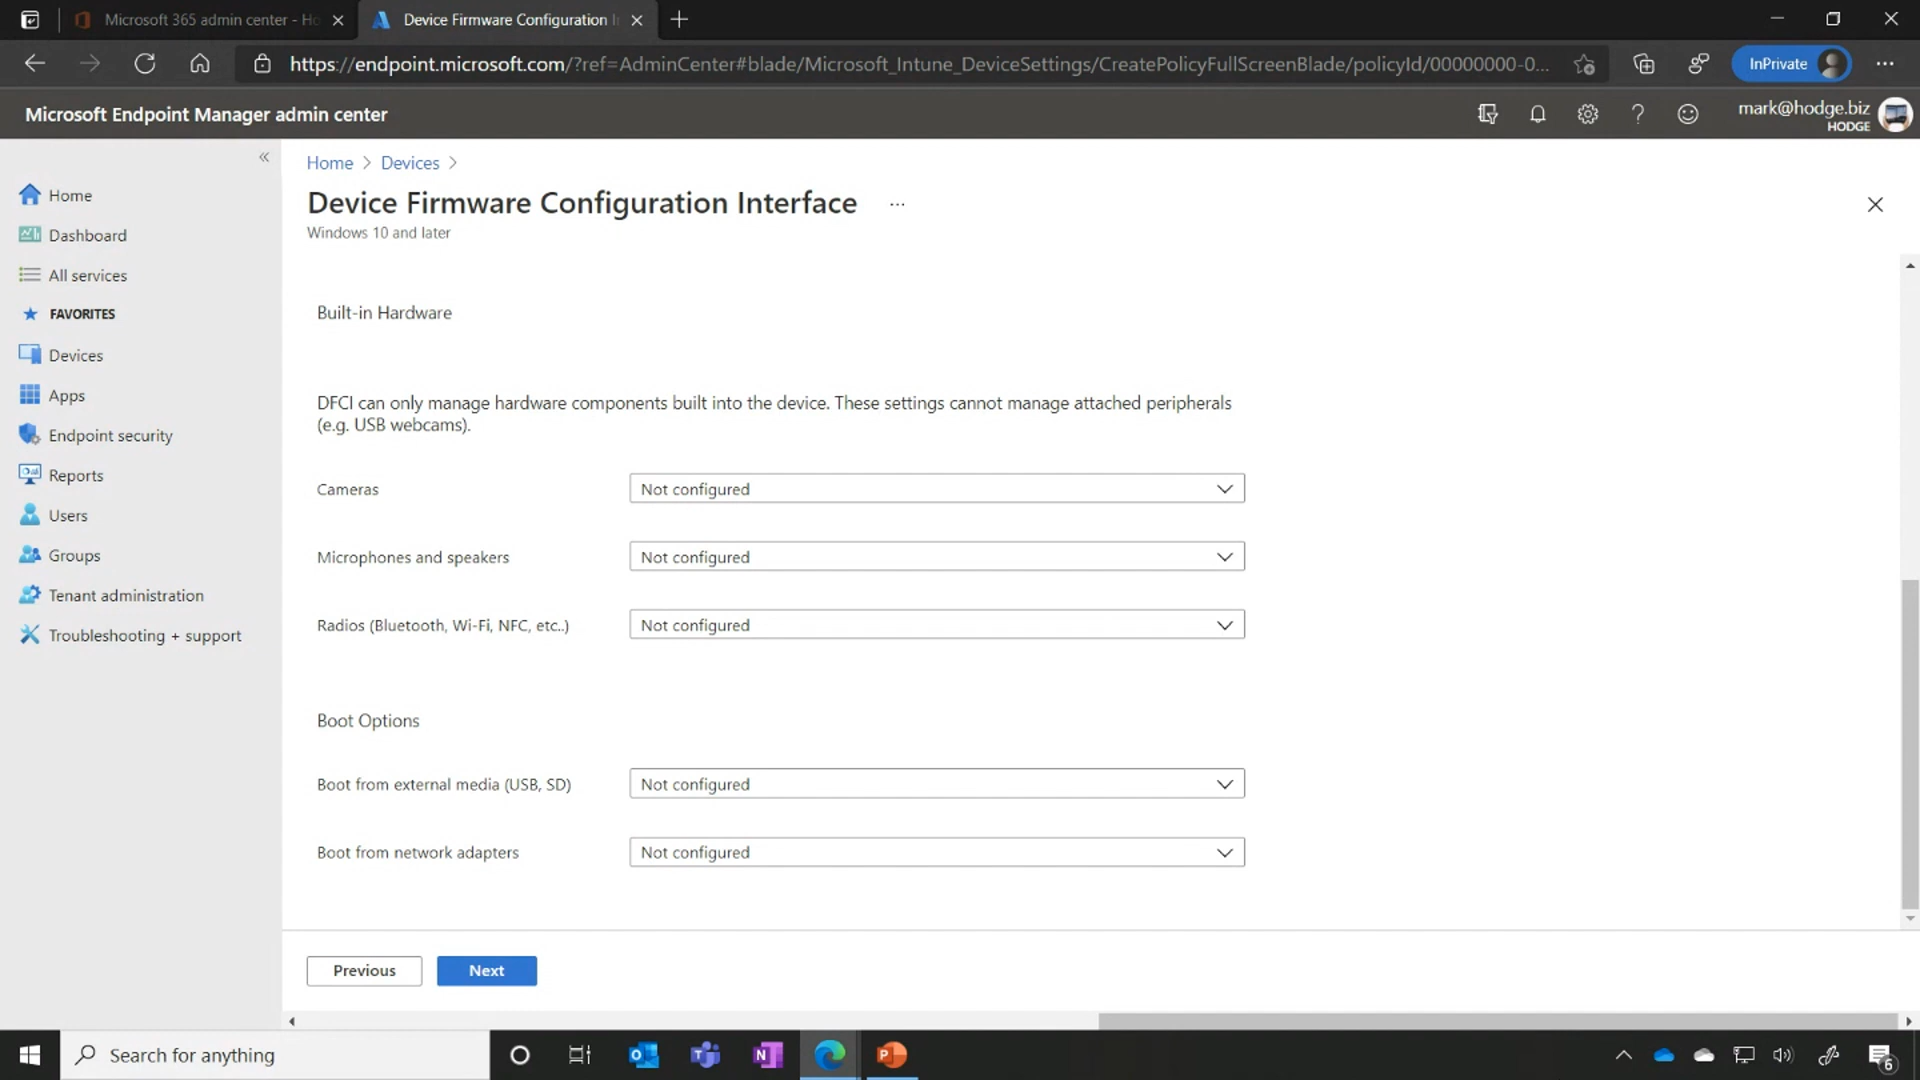 Microsoft 365 admin center - Ho
Device Firmware Configuration I
https://endpoint.microsoft.com/?ref=AdminCenter#blade/Microsoft_Intune_DeviceSettings/CreatePolicyFullScreenBlade/policyId/00000000-0...
InPrivate
Microsoft Endpoint Manager admin center
mark@hodge.biz
HODGE
Home
Dashboard
All services
FAVORITES
Devices
Apps
Endpoint security
Reports
Users
Groups
Tenant administration
Troubleshooting + support
Home > Devices >
Device Firmware Configuration Interface ...
Windows 10 and later
Built-in Hardware
DFCI can only manage hardware components built into the device. These settings cannot manage attached peripherals
(e.g. USB webcams).
Cameras Not configured
Microphones and speakers Not configured
Radios (Bluetooth, Wi-Fi, NFC, etc..) Not configured
Boot Options
Boot from external media (USB, SD) Not configured
Boot from network adapters Not configured
Previous Next
Search for anything
6